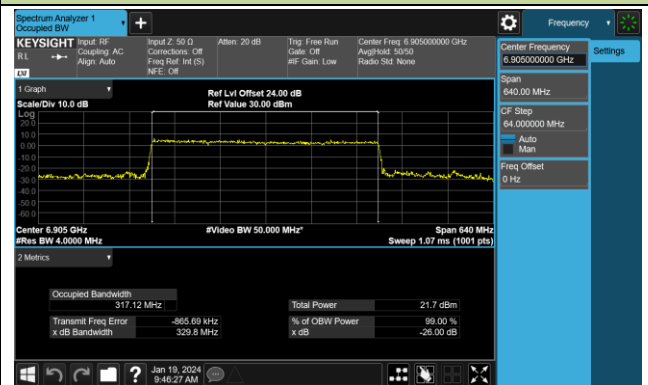 Spectrum Analyzer 1
Occupied BW
+
Frequency
KEYSIGHT
RL
LXI
Input: RF
Coupling: AC
Align: Auto
Input Z: 50 Ω
Corrections: Off
Freq Ref: Int (S)
NFE: Off
Atten: 20 dB
Trig: Free Run
Gate: Off
#IF Gain: Low
Center Freq: 6.905000000 GHz
Avg|Hold: 50/50
Radio Std: None
Center Frequency
6.905000000 GHz
Settings
Span
640.00 MHz
CF Step
64.000000 MHz
Auto
Man
Freq Offset
0 Hz
1 Graph
Scale/Div 10.0 dB
Ref Lvl Offset 24.00 dB
Ref Value 30.00 dBm
Log
20.0
10.0
0.00
-10.0
-20.0
-30.0
-40.0
-50.0
-60.0
Center 6.905 GHz
#Video BW 50.000 MHz*
Span 640 MHz
#Res BW 4.0000 MHz
Sweep 1.07 ms (1001 pts)
2 Metrics
Occupied Bandwidth
317.12 MHz
Total Power 21.7 dBm
Transmit Freq Error -865.69 kHz
% of OBW Power 99.00 %
x dB Bandwidth 329.8 MHz
x dB -26.00 dB
?
Jan 19, 2024
9:46:27 AM